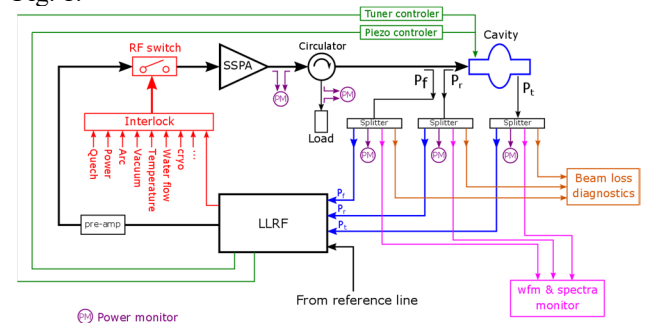 Tuner controler
Piezo controler
Cavity
RF switch
Circulator
SSPA
PM
PM
Load
Pf
Pr
Pt
Interlock
Splitter
Splitter
Splitter
PM
PM
PM
Quech
Power
Arc
Vacuum
Temperature
Water flow
cryo
...
Beam loss
diagnostics
Pf
Pr
Pt
LLRF
pre-amp
From reference line
wfm & spectra
monitor
PM Power monitor